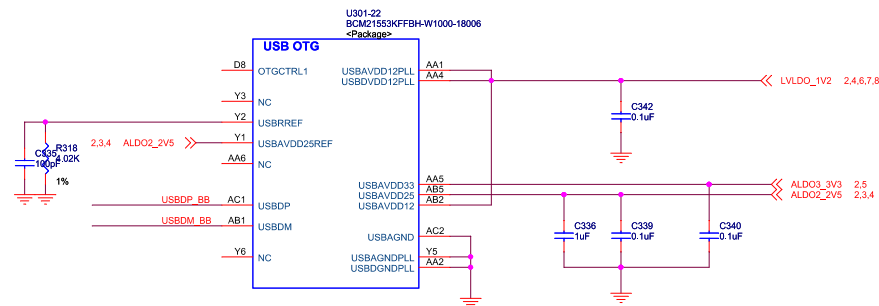 U301-22
BCM21553KFFBH-W1000-18006
<Package>
USB OTG
D8 OTGCTRL1
Y3 NC
Y2 USBRREF
Y1 USBAVDD25REF
AA6 NC
AC1 USBDP
AB1 USBDM
Y6 NC
USBAVDD12PLL AA1
USBDVDD12PLL AA4
USBAVDD33 AA5
USBAVDD25 AB5
USBAVDD12 AB2
USBAGND AC2
USBAGNDPLL Y5
USBDGNDPLL AA2
2,3,4 ALDO2_2V5
C335
100pF
R318
4.02K
1%
USBDP_BB
USBDM_BB
LVLDO_1V2 2,4,6,7,8
C342
0.1uF
ALDO3_3V3 2,5
ALDO2_2V5 2,3,4
C336
1uF
C339
0.1uF
C340
0.1uF